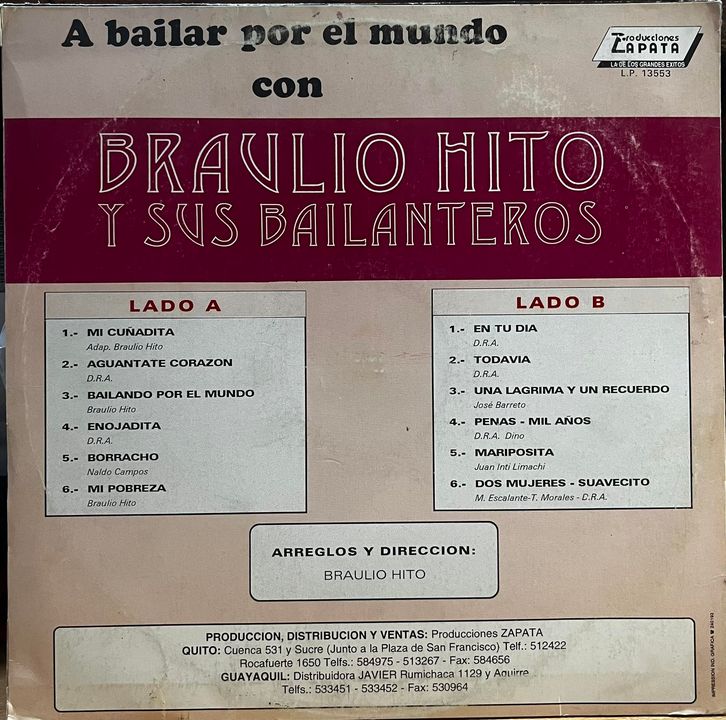 A bailar por el mundo
con
Producciones
ZAPATA
LA DE LOS GRANDES EXITOS
L.P. 13553
BRAULIO HITO
Y SUS BAILANTEROS
LADO A
1.- MI CUÑADITA
Adap. Braulio Hito
2.- AGUANTATE CORAZON
D.R.A.
3.- BAILANDO POR EL MUNDO
Braulio Hito
4.- ENOJADITA
D.R.A.
5.- BORRACHO
Naldo Campos
6.- MI POBREZA
Braulio Hito
LADO B
1.- EN TU DIA
D.R.A.
2.- TODAVIA
D.R.A.
3.- UNA LAGRIMA Y UN RECUERDO
José Barreto
4.- PENAS - MIL AÑOS
D.R.A. Dino
5.- MARIPOSITA
Juan Inti Limachi
6.- DOS MUJERES - SUAVECITO
M. Escalante-T. Morales - D.R.A.
ARREGLOS Y DIRECCION:
BRAULIO HITO
PRODUCCION, DISTRIBUCION Y VENTAS: Producciones ZAPATA
QUITO: Cuenca 531 y Sucre (Junto a la Plaza de San Francisco) Telf.: 512422
Rocafuerte 1650 Telfs.: 584975 - 513267 - Fax: 584656
GUAYAQUIL: Distribuidora JAVIER Rumichaca 1129 y Aguirre
Telfs.: 533451 - 533452 - Fax: 530964
IMPRESION ING. GRAFICA